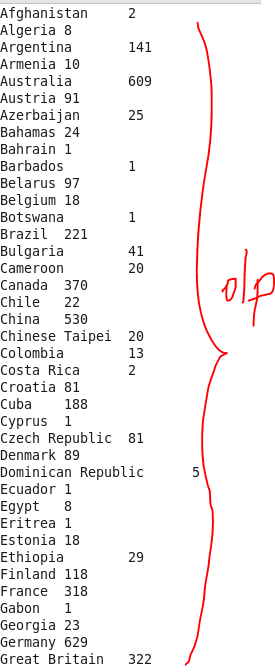 Afghanistan 2
Algeria 8
Argentina 141
Armenia 10
Australia 609
Austria 91
Azerbaijan 25
Bahamas 24
Bahrain 1
Barbados 1
Belarus 97
Belgium 18
Botswana 1
Brazil 221
Bulgaria 41
Cameroon 20
Canada 370
Chile 22
China 530
Chinese Taipei 20
Colombia 13
Costa Rica 2
Croatia 81
Cuba 188
Cyprus 1
Czech Republic 81
Denmark 89
Dominican Republic 5
Ecuador 1
Egypt 8
Eritrea 1
Estonia 18
Ethiopia 29
Finland 118
France 318
Gabon 1
Georgia 23
Germany 629
Great Britain 322
o/p